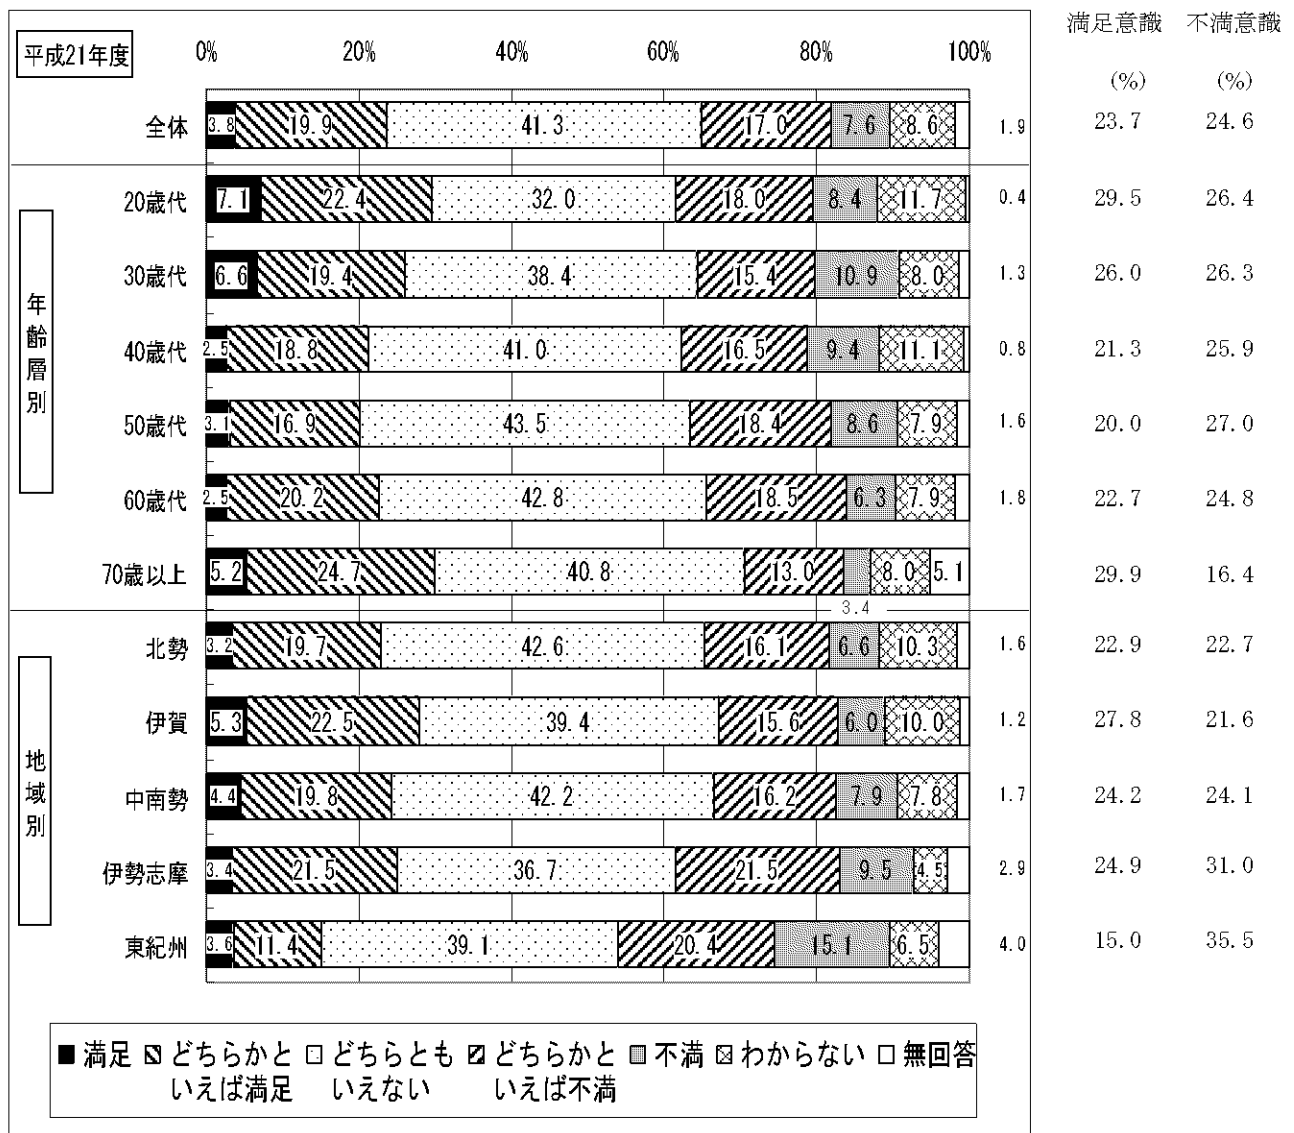 満足意識 不満意識
平成21年度 0% 20% 40% 60% 80% 100%
(%) (%)
全体 3.8 19.9 41.3 17.0 7.6 8.6 1.9 23.7 24.6
年齢層別
20歳代 7.1 22.4 32.0 18.0 8.4 11.7 0.4 29.5 26.4
30歳代 6.6 19.4 38.4 15.4 10.9 8.0 1.3 26.0 26.3
40歳代 2.5 18.8 41.0 16.5 9.4 11.1 0.8 21.3 25.9
50歳代 3.1 16.9 43.5 18.4 8.6 7.9 1.6 20.0 27.0
60歳代 2.5 20.2 42.8 18.5 6.3 7.9 1.8 22.7 24.8
70歳以上 5.2 24.7 40.8 13.0 8.0 5.1 29.9 16.4
3.4
地域別
北勢 3.2 19.7 42.6 16.1 6.6 10.3 1.6 22.9 22.7
伊賀 5.3 22.5 39.4 15.6 6.0 10.0 1.2 27.8 21.6
中南勢 4.4 19.8 42.2 16.2 7.9 7.8 1.7 24.2 24.1
伊勢志摩 3.4 21.5 36.7 21.5 9.5 4.5 2.9 24.9 31.0
東紀州 3.6 11.4 39.1 20.4 15.1 6.5 4.0 15.0 35.5
満足 どちらかと どちらとも どちらかと 不満 わからない 無回答
いえば満足 いえない いえば不満